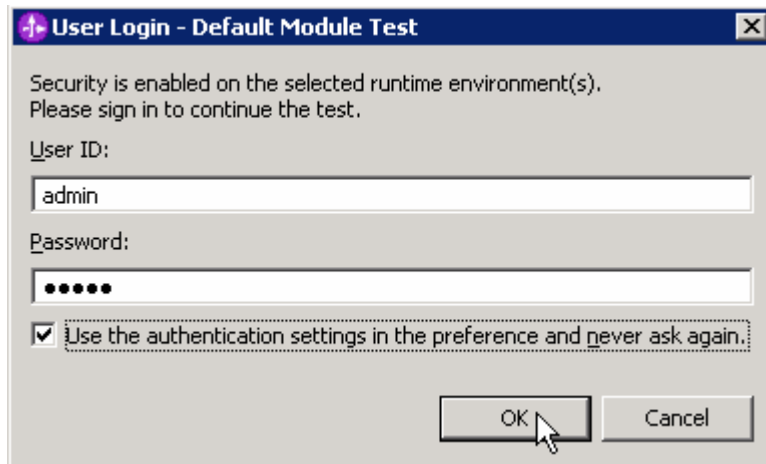 User Login - Default Module Test
Security is enabled on the selected runtime environment(s).
Please sign in to continue the test.
User ID:
admin
Password:
●●●●●
Use the authentication settings in the preference and never ask again.
OK
Cancel